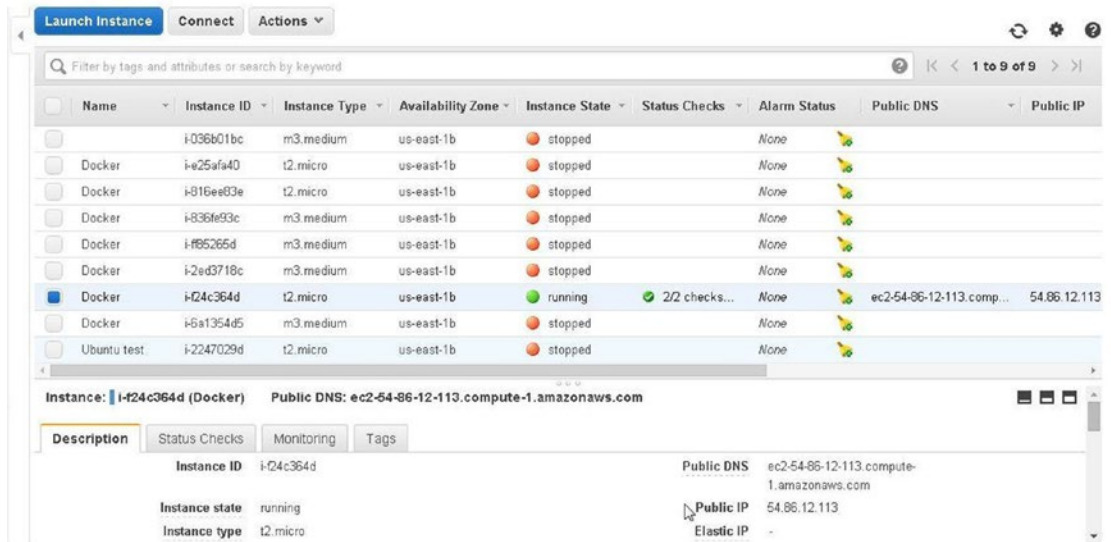 Launch Instance Connect Actions
Filter by tags and attributes or search by keyword 1 to 9 of 9
Name Instance ID Instance Type Availability Zone Instance State Status Checks Alarm Status Public DNS Public IP
i-036b01bc m3.medium us-east-1b stopped None
Docker i-e25afa40 t2.micro us-east-1b stopped None
Docker i-816ee83e t2.micro us-east-1b stopped None
Docker i-836fe93c m3.medium us-east-1b stopped None
Docker i-ff85265d m3.medium us-east-1b stopped None
Docker i-2ed3718c m3.medium us-east-1b stopped None
Docker i-f24c364d t2.micro us-east-1b running 2/2 checks... None ec2-54-86-12-113.comp... 54.86.12.113
Docker i-6a1354d5 m3.medium us-east-1b stopped None
Ubuntu test i-2247029d t2.micro us-east-1b stopped None
Instance: i-f24c364d (Docker) Public DNS: ec2-54-86-12-113.compute-1.amazonaws.com
Description Status Checks Monitoring Tags
Instance ID i-f24c364d Public DNS ec2-54-86-12-113.compute-
1.amazonaws.com
Instance state running Public IP 54.86.12.113
Instance type t2.micro Elastic IP -